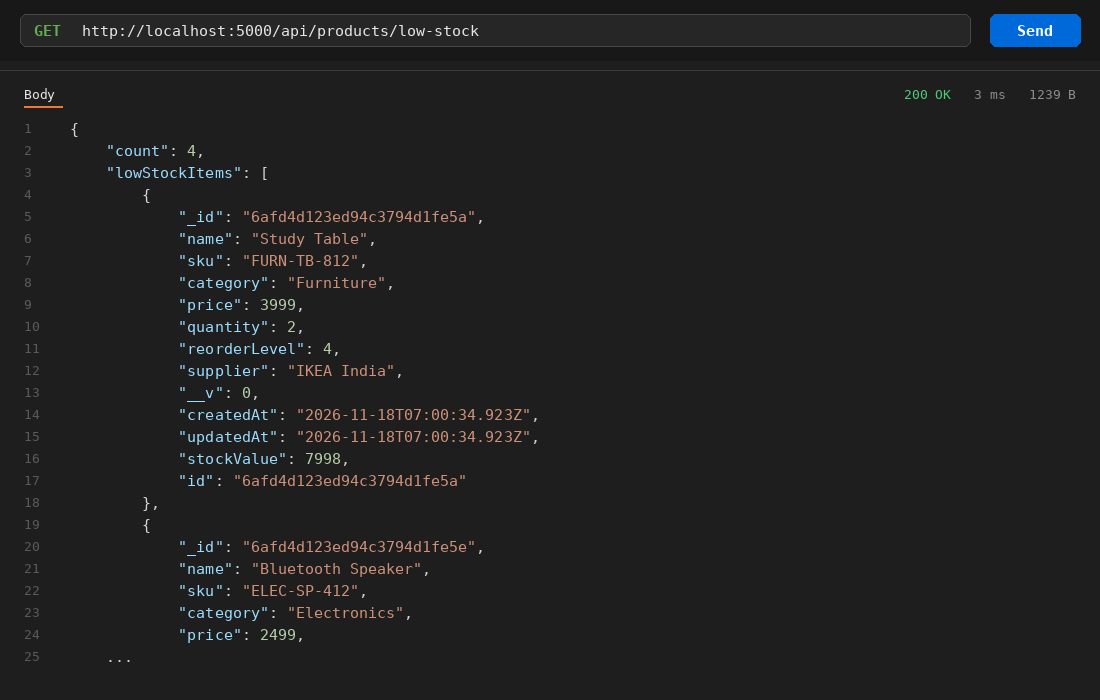 GET http://localhost:5000/api/products/low-stock Send
Body 200 OK 3 ms 1239 B
1 {
2 "count": 4,
3 "lowStockItems": [
4 {
5 "_id": "6afd4d123ed94c3794d1fe5a",
6 "name": "Study Table",
7 "sku": "FURN-TB-812",
8 "category": "Furniture",
9 "price": 3999,
10 "quantity": 2,
11 "reorderLevel": 4,
12 "supplier": "IKEA India",
13 "__v": 0,
14 "createdAt": "2026-11-18T07:00:34.923Z",
15 "updatedAt": "2026-11-18T07:00:34.923Z",
16 "stockValue": 7998,
17 "id": "6afd4d123ed94c3794d1fe5a"
18 },
19 {
20 "_id": "6afd4d123ed94c3794d1fe5e",
21 "name": "Bluetooth Speaker",
22 "sku": "ELEC-SP-412",
23 "category": "Electronics",
24 "price": 2499,
25 ...